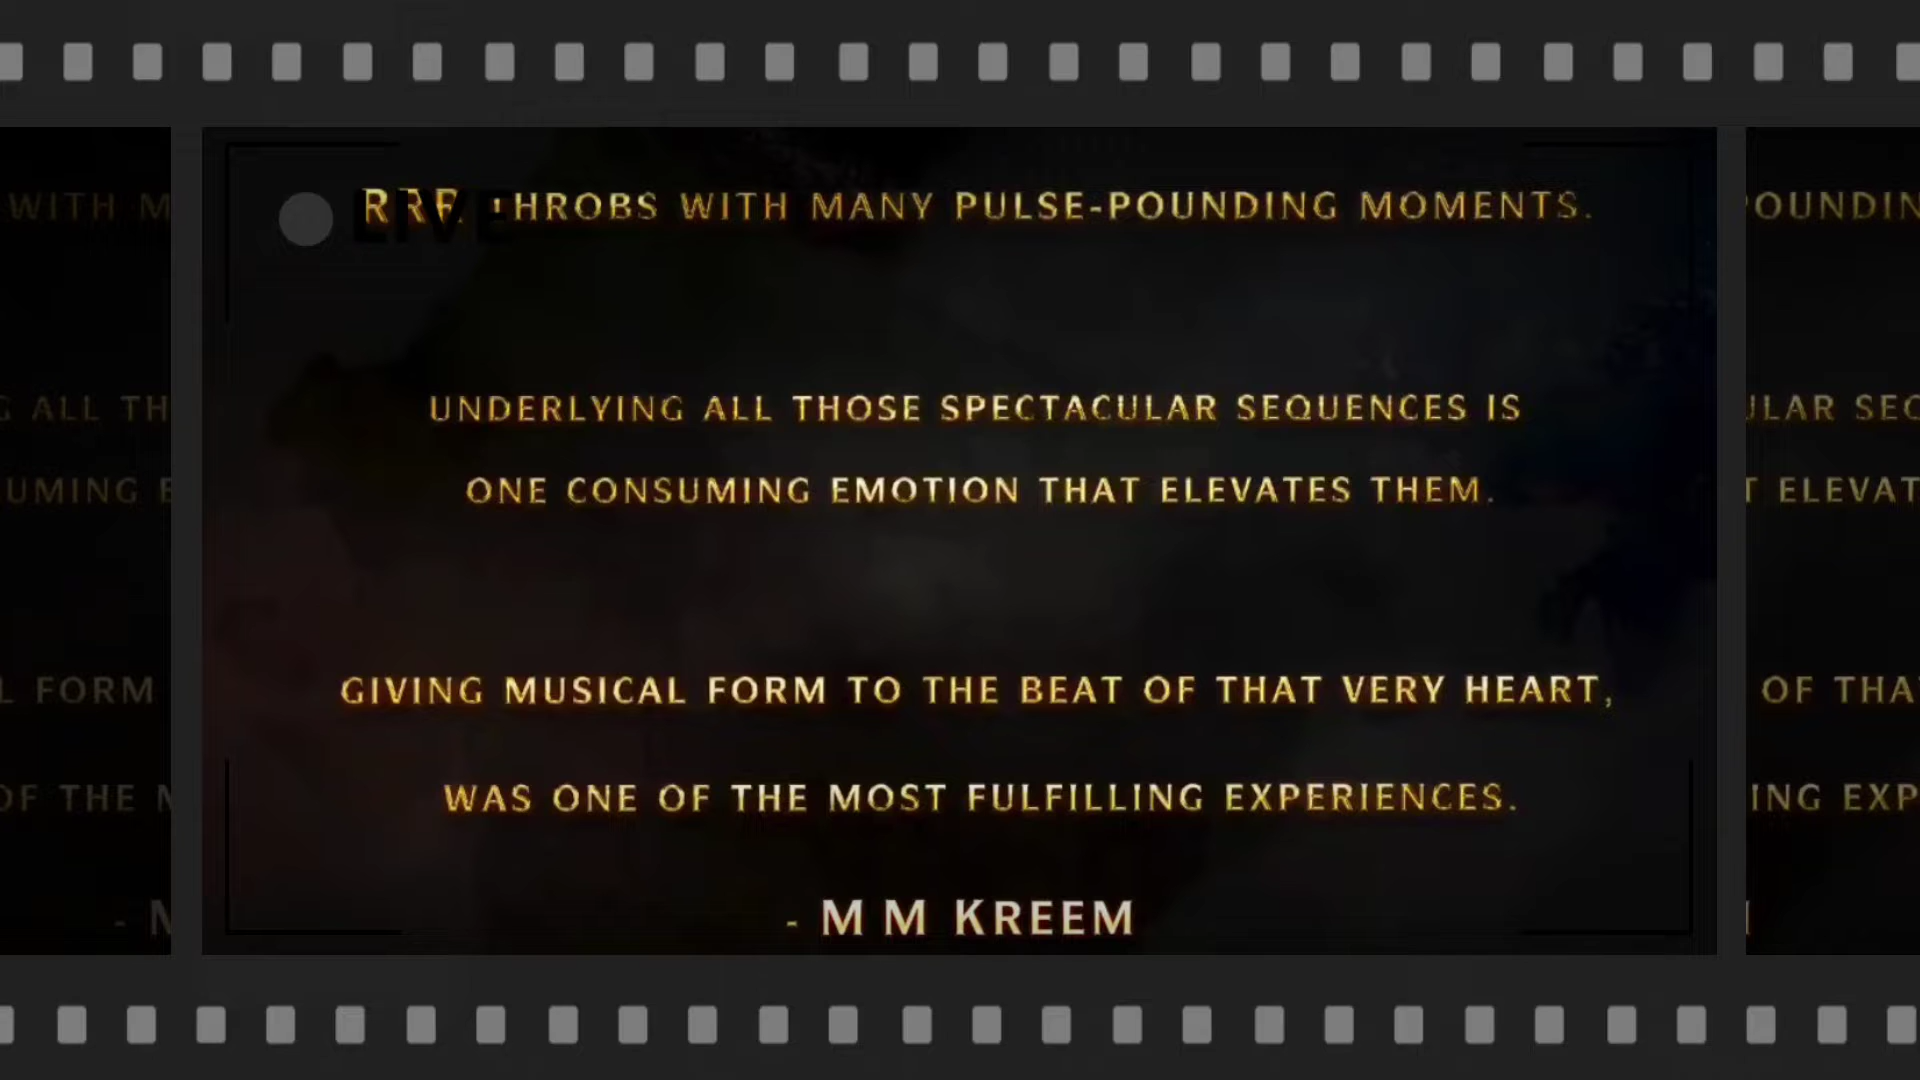 LIVE
RRR THROBS WITH MANY PULSE-POUNDING MOMENTS.
UNDERLYING ALL THOSE SPECTACULAR SEQUENCES IS
ONE CONSUMING EMOTION THAT ELEVATES THEM.
GIVING MUSICAL FORM TO THE BEAT OF THAT VERY HEART,
WAS ONE OF THE MOST FULFILLING EXPERIENCES.
- M M KREEM